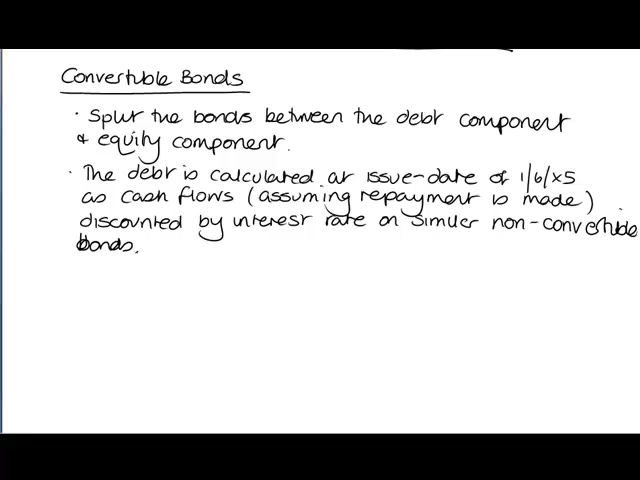 Convertible Bonds
· Split the bonds between the debt component
& equity component.
· The debt is calculated at issue-date of 1/6/x5
as cash flows (assuming repayment is made)
discounted by interest rate on similar non-convertible
bonds.